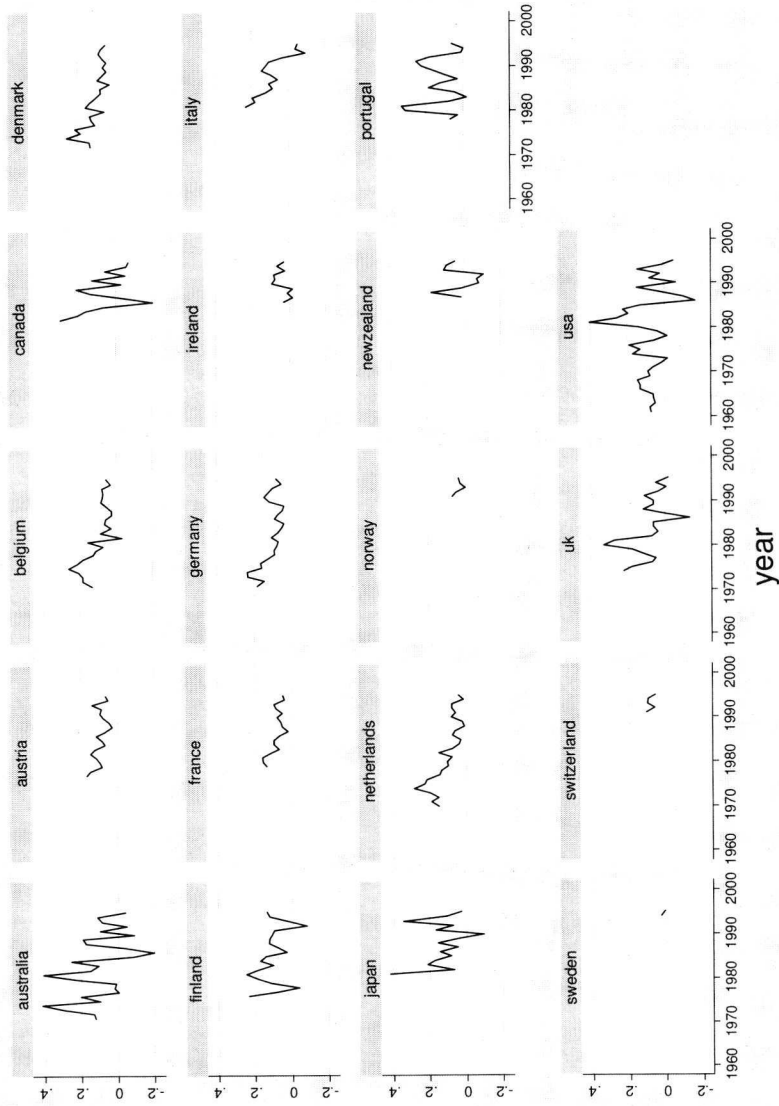 australia austria belgium canada denmark
.4
.2
0
-.2
finland france germany ireland italy
.4
.2
0
-.2
japan netherlands norway newzealand portugal
.4
.2
0
-.2
1960 1970 1980 1990 2000
sweden switzerland uk usa
.4
.2
0
-.2
1960 1970 1980 1990 2000 1960 1970 1980 1990 2000 1960 1970 1980 1990 2000 1960 1970 1980 1990 2000
year